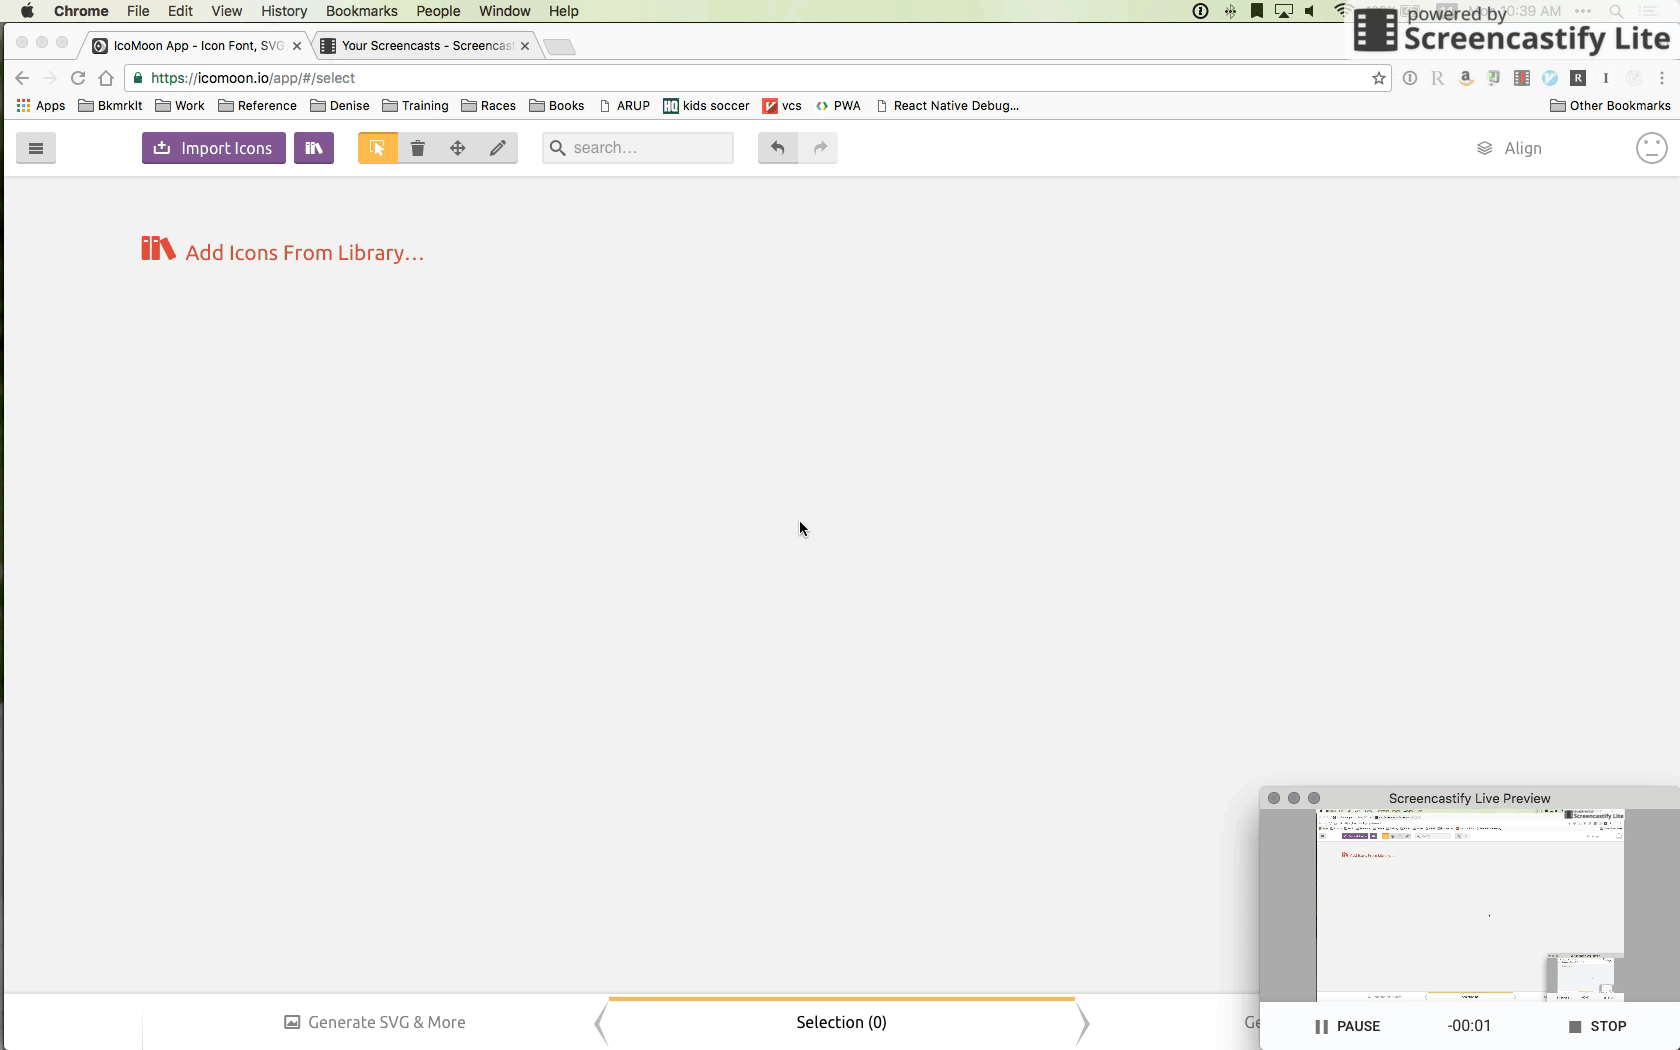 Chrome File Edit View History Bookmarks People Window Help
powered by
Screencastify Lite
IcoMoon App - Icon Font, SVG
Your Screencasts - Screencast
https://icomoon.io/app/#/select
Apps Bkmrklt Work Reference Denise Training Races Books ARUP kids soccer vcs PWA React Native Debug... Other Bookmarks
Import Icons search... Align
Add Icons From Library...
Screencastify Live Preview
Generate SVG & More
Selection (0)
PAUSE -00:01 STOP